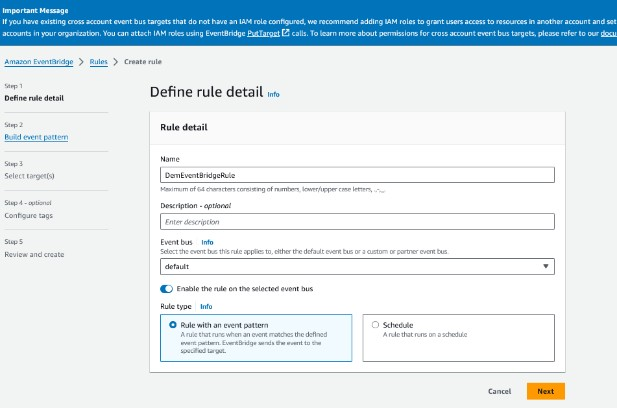 Important Message
If you have existing cross account event bus targets that do not have an IAM role configured, we recommend adding IAM roles to grant users access to resources in another account and set
accounts in your organization. You can attach IAM roles using EventBridge PutTarget calls. To learn more about permissions for cross account event bus targets, please refer to our docu
Amazon EventBridge > Rules > Create rule
Step 1
Define rule detail
Step 2
Build event pattern
Step 3
Select target(s)
Step 4 - optional
Configure tags
Step 5
Review and create
Define rule detail Info
Rule detail
Name
DemEventBridgeRule
Maximum of 64 characters consisting of numbers, lower/upper case letters, .,-,_.
Description - optional
Enter description
Event bus Info
Select the event bus this rule applies to, either the default event bus or a custom or partner event bus.
default
Enable the rule on the selected event bus
Rule type Info
Rule with an event pattern
A rule that runs when an event matches the defined
event pattern. EventBridge sends the event to the
specified target.
Schedule
A rule that runs on a schedule
Cancel
Next